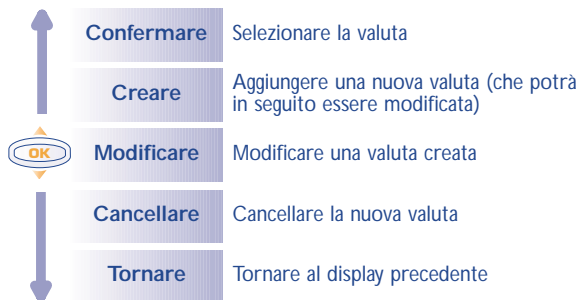 Confermare Selezionare la valuta
Creare Aggiungere una nuova valuta (che potrà
in seguito essere modificata)
OK Modificare Modificare una valuta creata
Cancellare Cancellare la nuova valuta
Tornare Tornare al display precedente